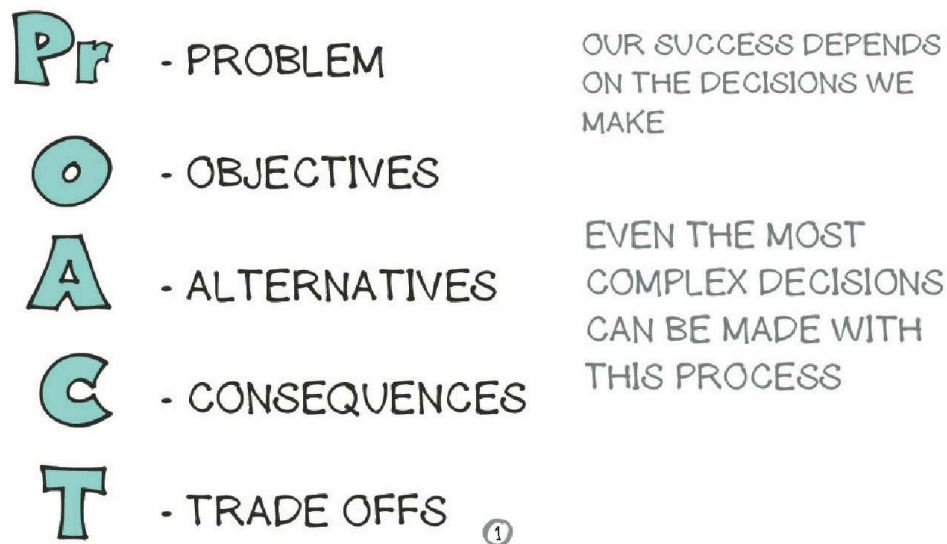 Pr - PROBLEM
O - OBJECTIVES
A - ALTERNATIVES
C - CONSEQUENCES
T - TRADE OFFS
1
OUR SUCCESS DEPENDS
ON THE DECISIONS WE
MAKE
EVEN THE MOST
COMPLEX DECISIONS
CAN BE MADE WITH
THIS PROCESS